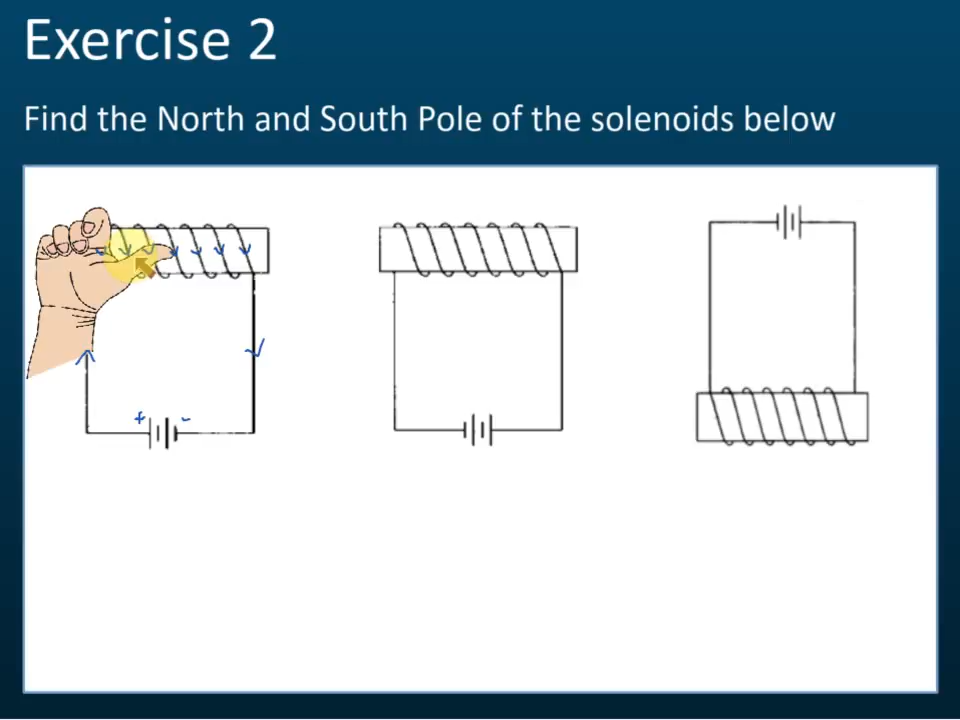 Exercise 2
Find the North and South Pole of the solenoids below
+ -